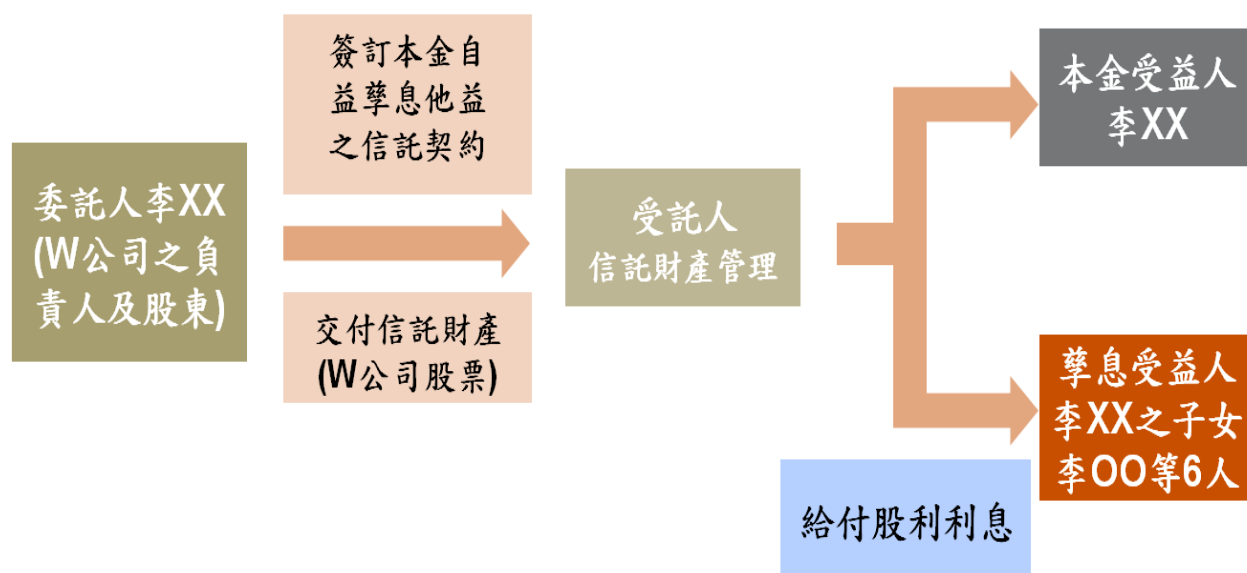 委託人李XX
(W公司之負
責人及股東)
簽訂本金自
益孳息他益
之信託契約
交付信託財產
(W公司股票)
受託人
信託財產管理
本金受益人
李XX
孳息受益人
李XX之子女
李OO等6人
給付股利利息